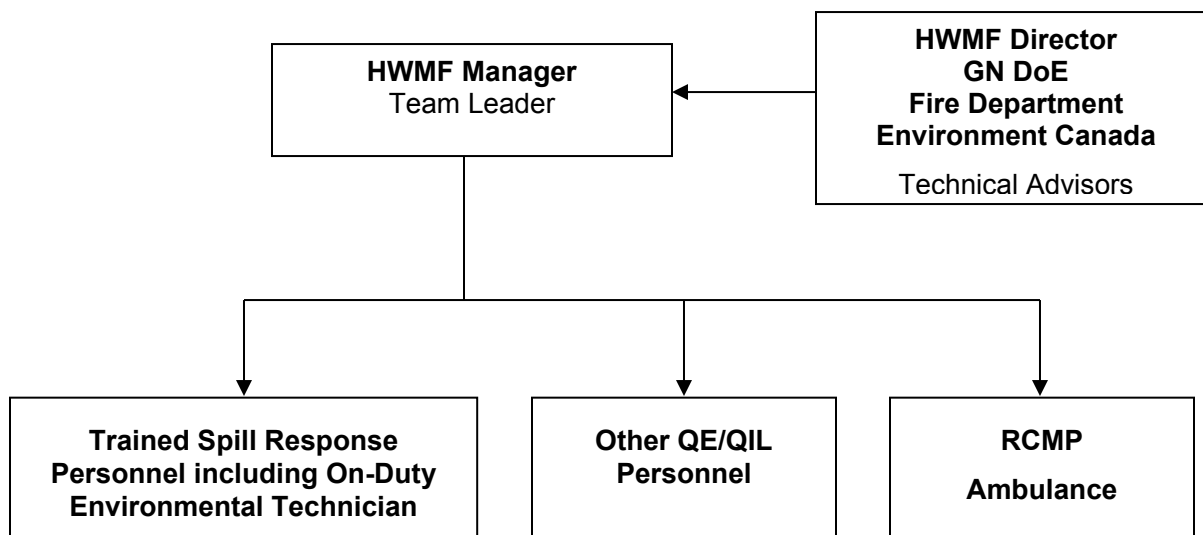 HWMF Manager
Team Leader
HWMF Director
GN DoE
Fire Department
Environment Canada
Technical Advisors
Trained Spill Response
Personnel including On-Duty
Environmental Technician
Other QE/QIL
Personnel
RCMP
Ambulance